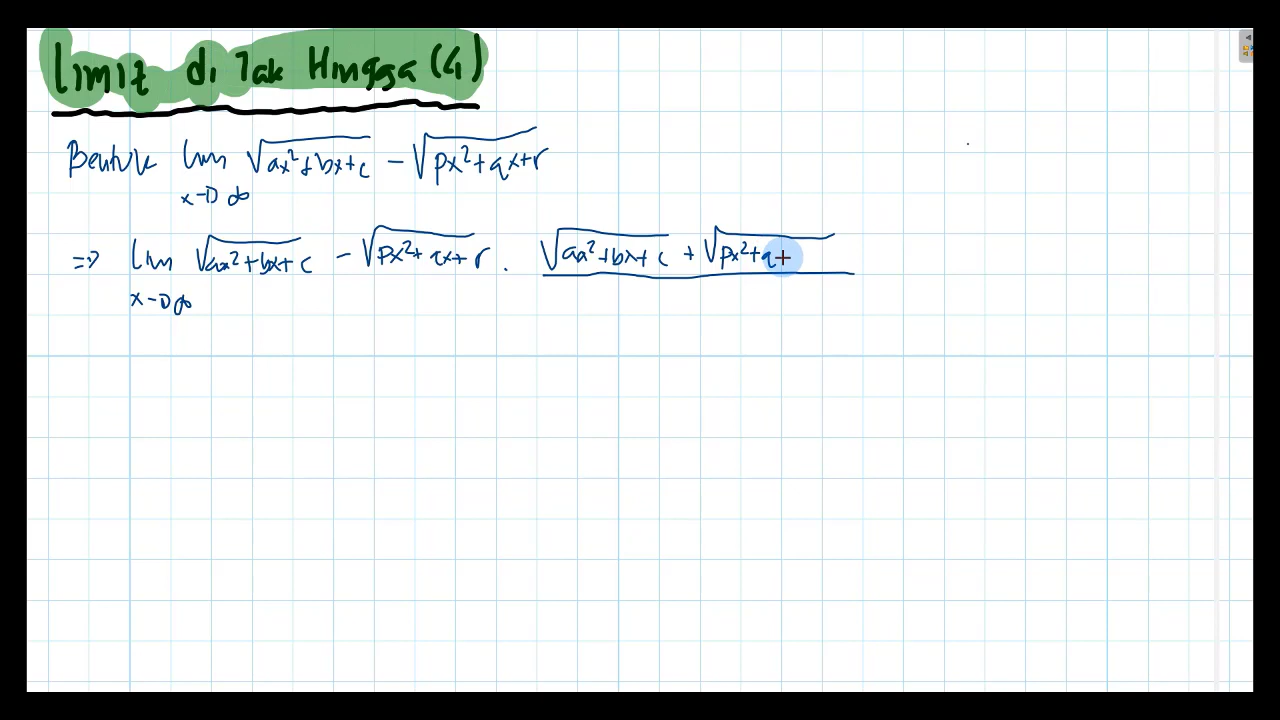 Limit di Tak Hingga (4)
Bentuk lim x→∞ √(ax²+bx+c) − √(px²+qx+r)
⇒ lim x→∞ √(ax²+bx+c) − √(px²+qx+r) . √(ax²+bx+c) + √(px²+q